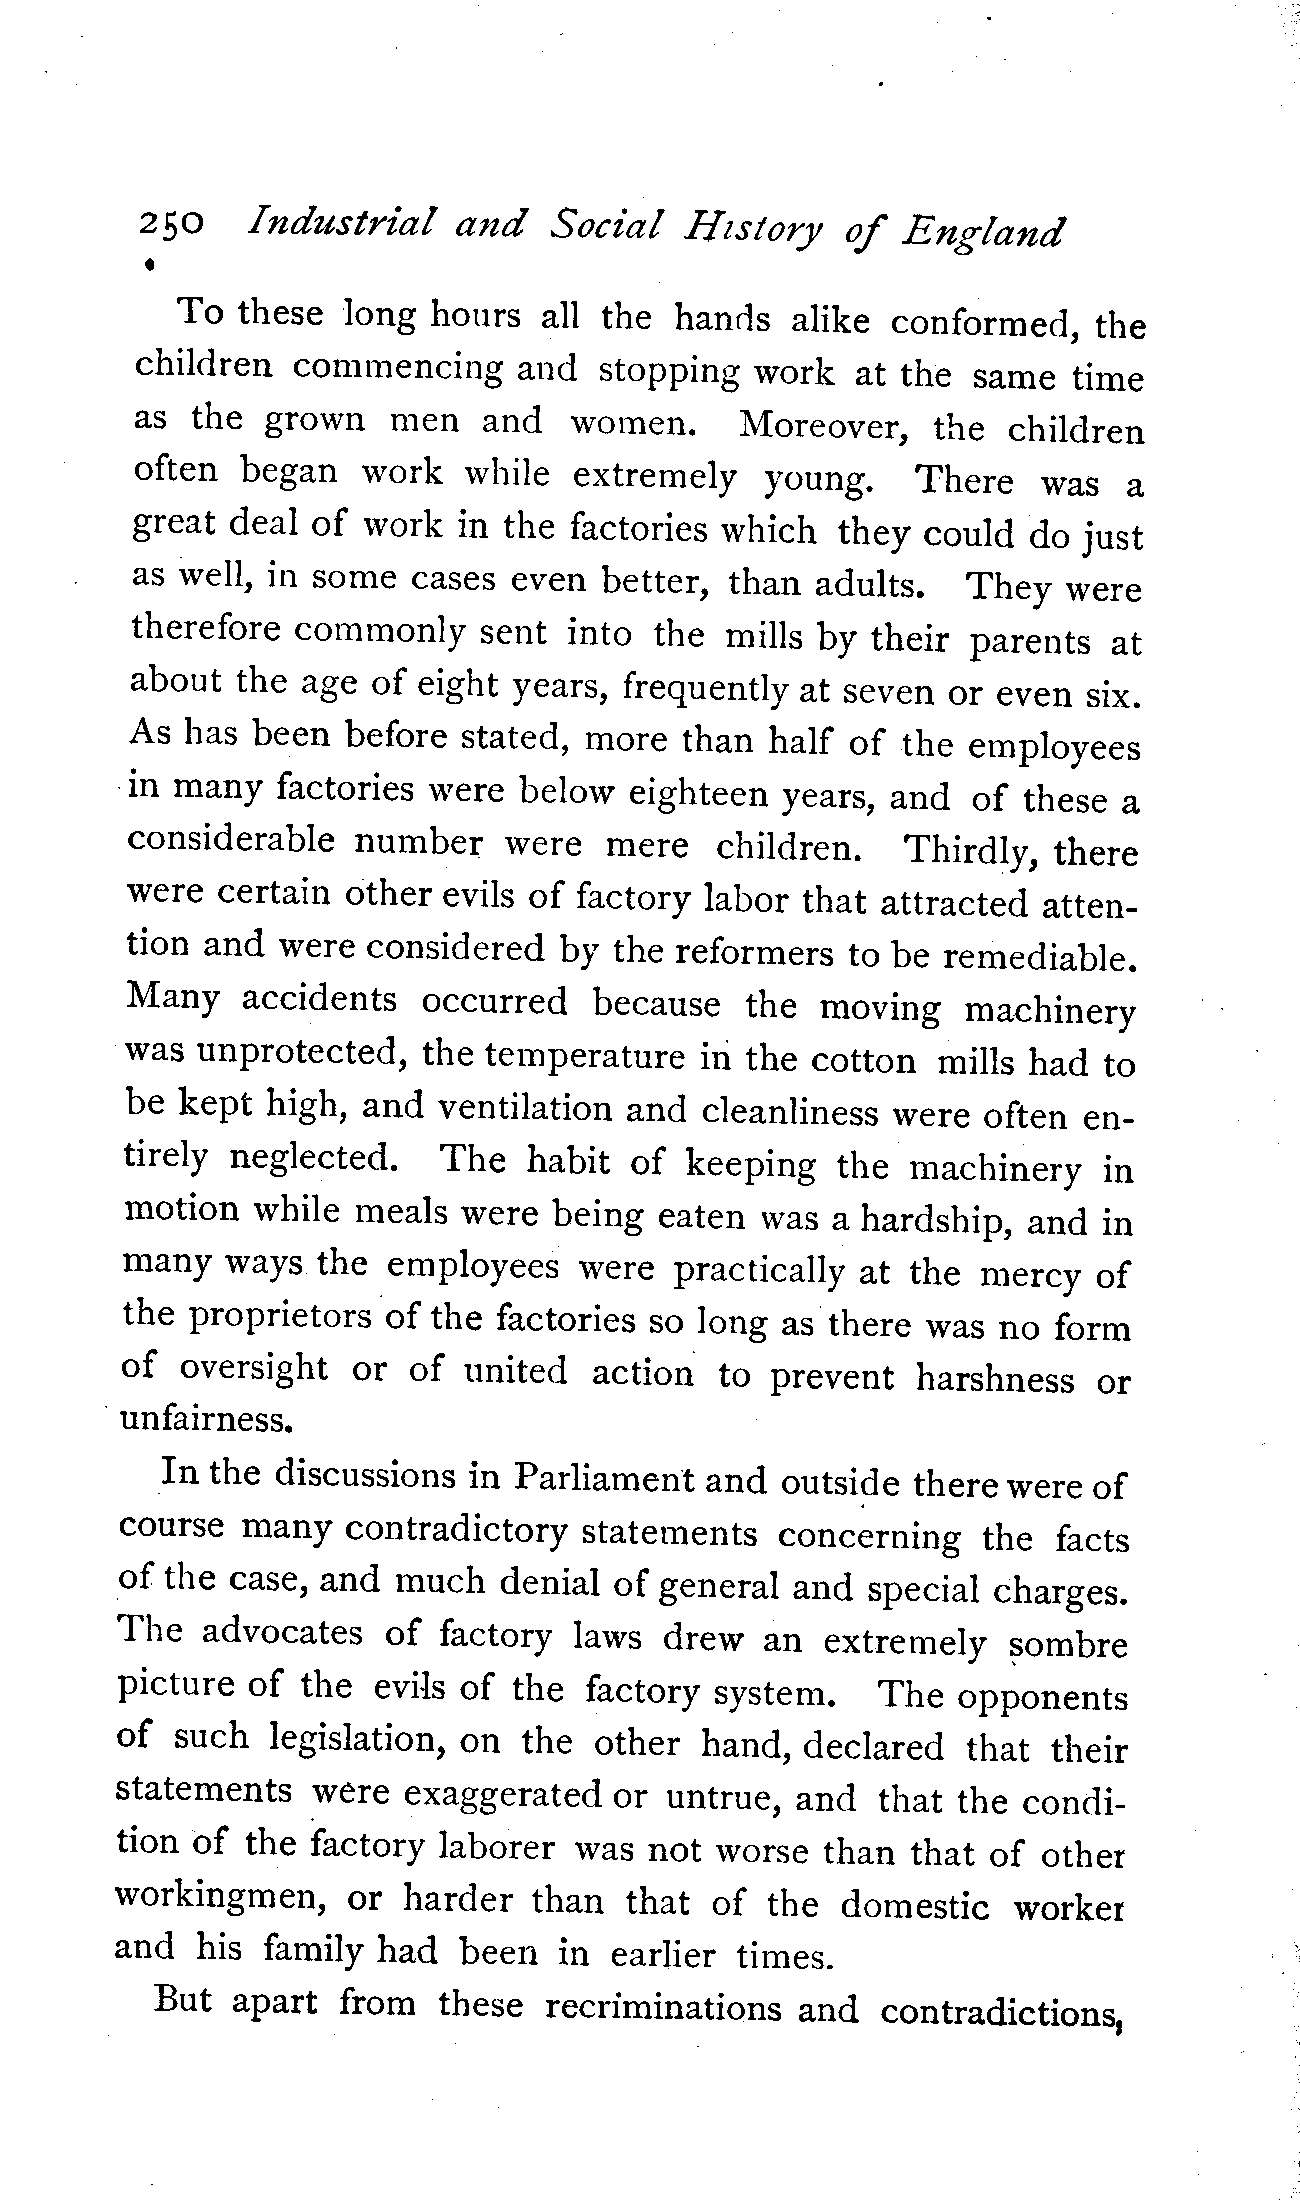 250 Industrial and Social History of England
To these long hours all the hands alike conformed, the
children commencing and stopping work at the same time
as the grown men and women. Moreover, the children
often began work while extremely young. There was a
great deal of work in the factories which they could do just
as well, in some cases even better, than adults. They were
therefore commonly sent into the mills by their parents at
about the age of eight years, frequently at seven or even six.
As has been before stated, more than half of the employees
in many factories were below eighteen years, and of these a
considerable number were mere children. Thirdly, there
were certain other evils of factory labor that attracted atten-
tion and were considered by the reformers to be remediable.
Many accidents occurred because the moving machinery
was unprotected, the temperature in the cotton mills had to
be kept high, and ventilation and cleanliness were often en-
tirely neglected. The habit of keeping the machinery in
motion while meals were being eaten was a hardship, and in
many ways the employees were practically at the mercy of
the proprietors of the factories so long as there was no form
of oversight or of united action to prevent harshness or
unfairness.
In the discussions in Parliament and outside there were of
course many contradictory statements concerning the facts
of the case, and much denial of general and special charges.
The advocates of factory laws drew an extremely sombre
picture of the evils of the factory system. The opponents
of such legislation, on the other hand, declared that their
statements were exaggerated or untrue, and that the condi-
tion of the factory laborer was not worse than that of other
workingmen, or harder than that of the domestic worker
and his family had been in earlier times.
But apart from these recriminations and contradictions,